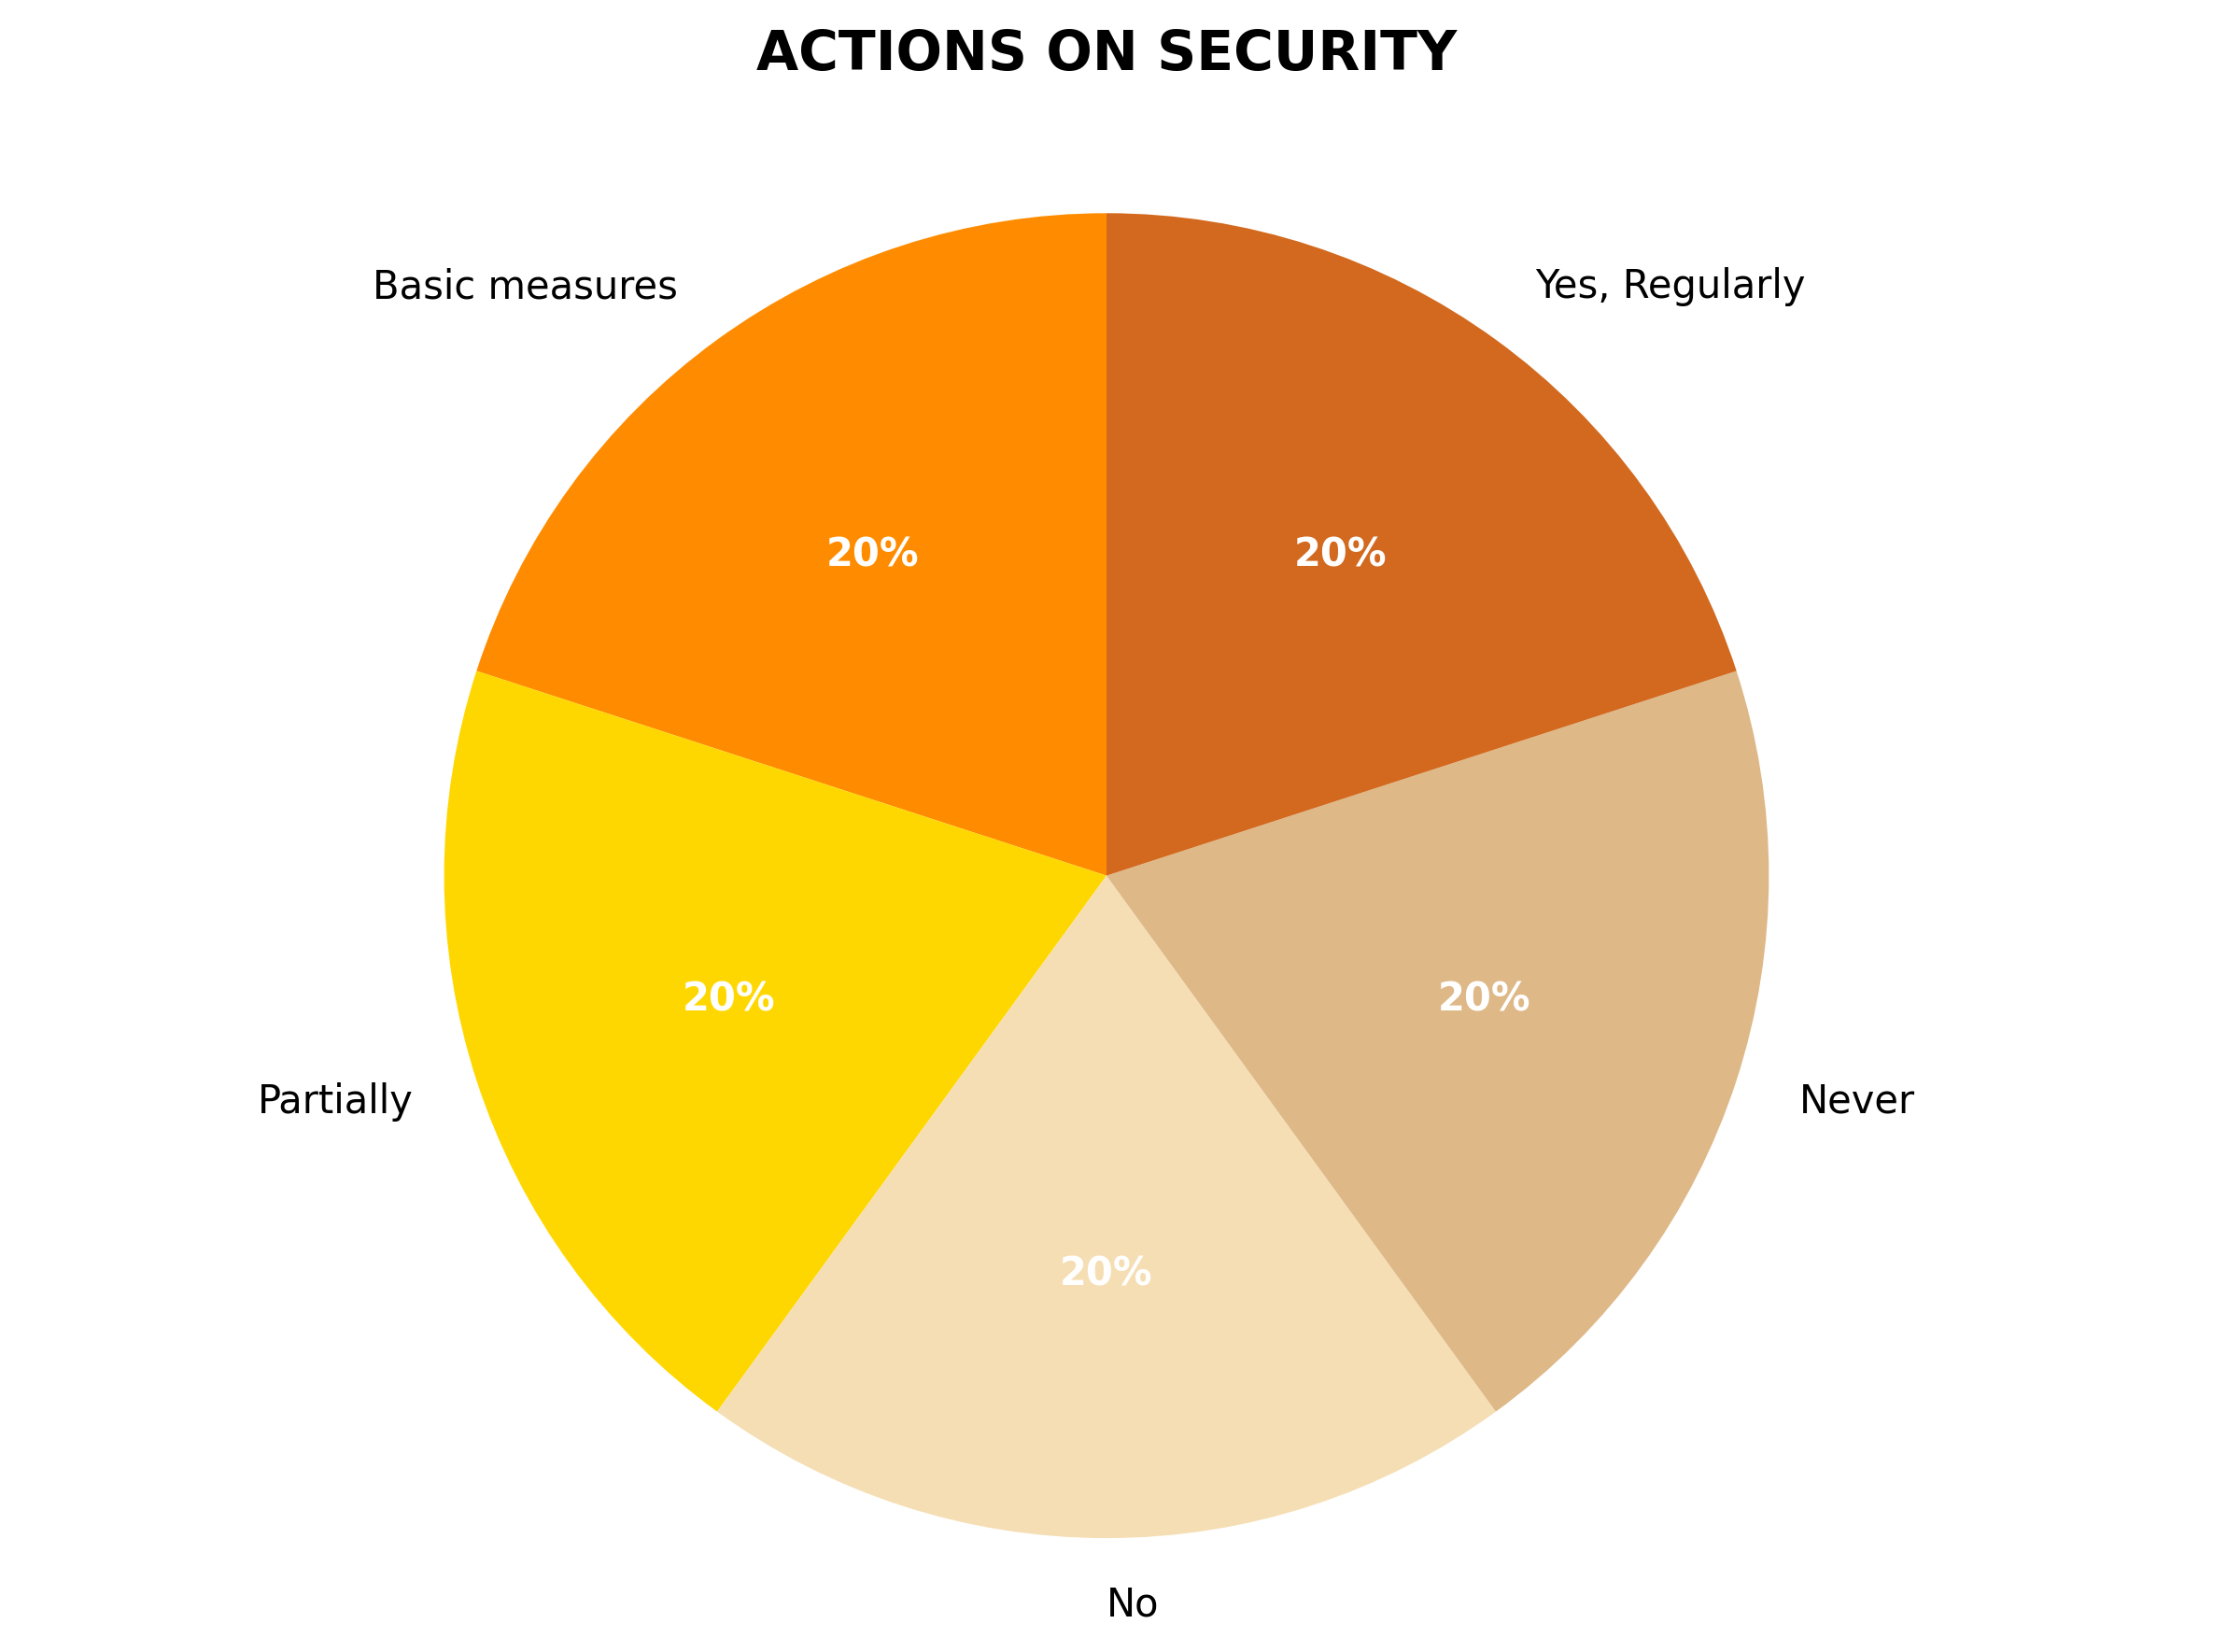 ACTIONS ON SECURITY
Basic measures
Yes, Regularly
20%
20%
20%
20%
Partially
Never
20%
No